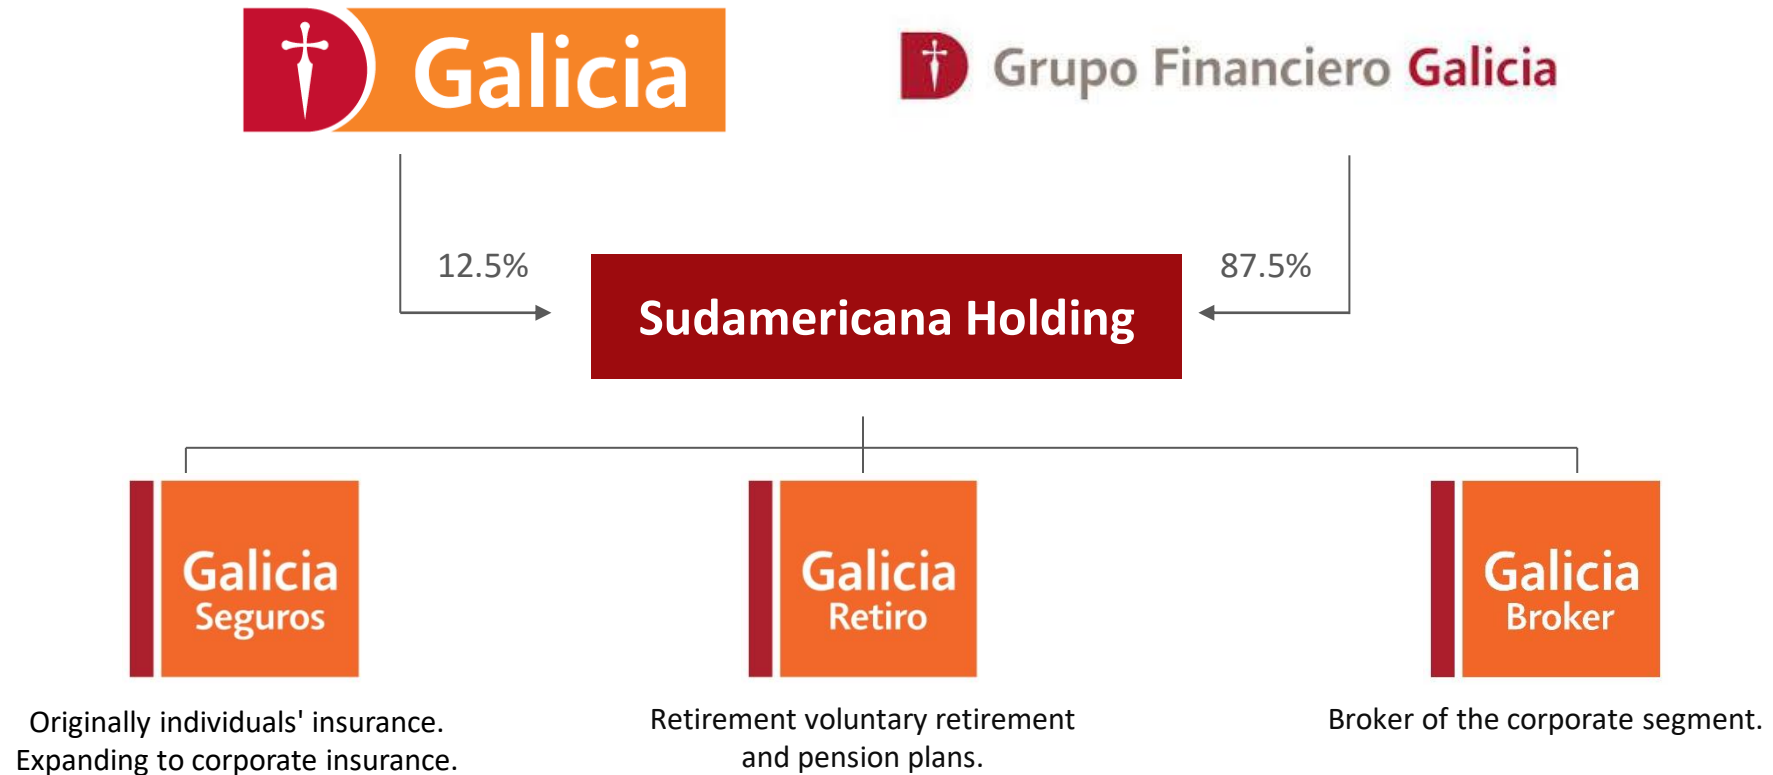 Galicia
Grupo Financiero Galicia
12.5%
87.5%
Sudamericana Holding
Galicia
Seguros
Galicia
Retiro
Galicia
Broker
Originally individuals' insurance.
Expanding to corporate insurance.
Retirement voluntary retirement
and pension plans.
Broker of the corporate segment.